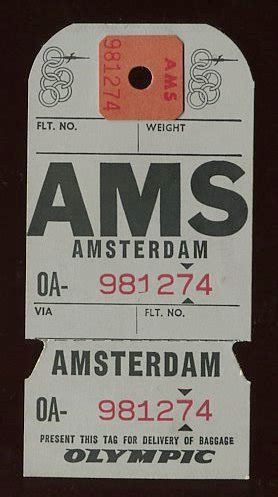 981274
AMS
FLT. NO. WEIGHT
AMS
AMSTERDAM
OA- 981274
VIA FLT. NO.
AMSTERDAM
OA- 981274
PRESENT THIS TAG FOR DELIVERY OF BAGGAGE
OLYMPIC